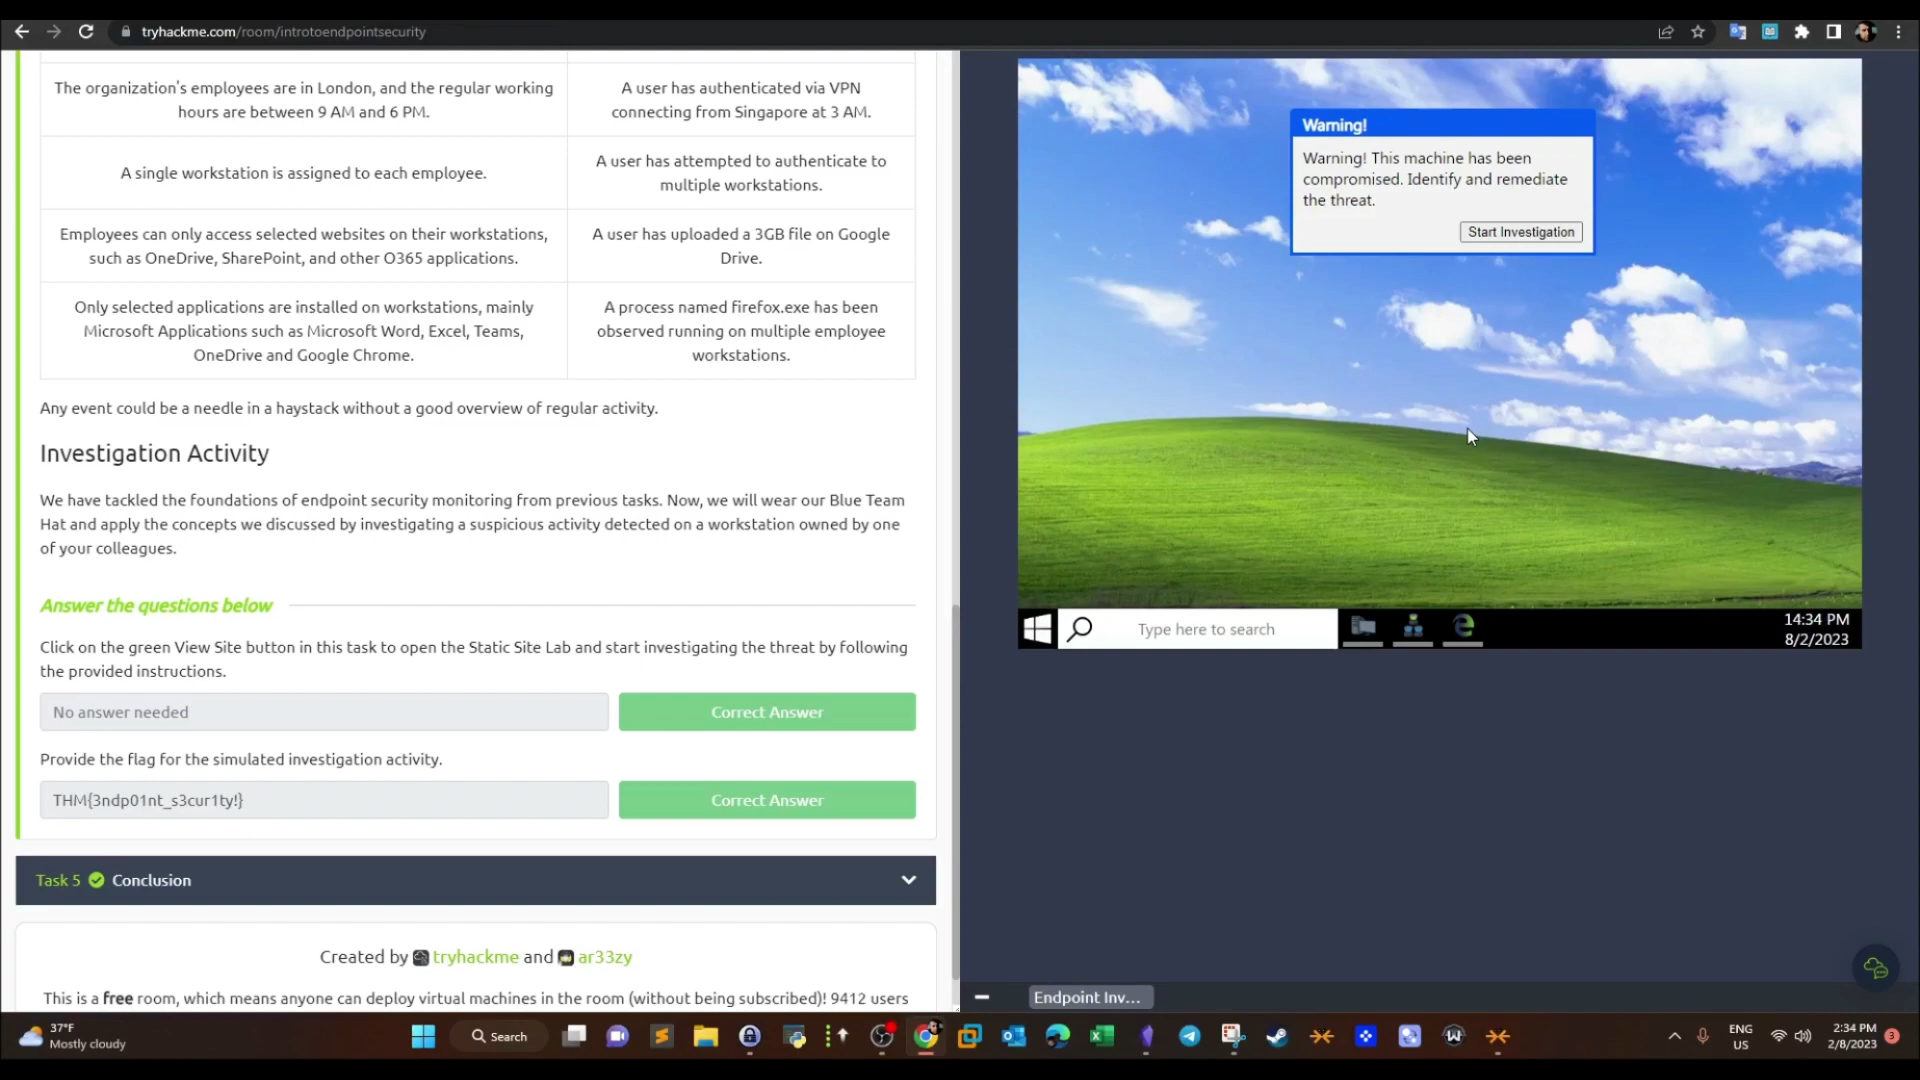 tryhackme.com/room/introtoendpointsecurity
The organization's employees are in London, and the regular working
hours are between 9 AM and 6 PM.
A user has authenticated via VPN
connecting from Singapore at 3 AM.
A single workstation is assigned to each employee.
A user has attempted to authenticate to
multiple workstations.
Employees can only access selected websites on their workstations,
such as OneDrive, SharePoint, and other O365 applications.
A user has uploaded a 3GB file on Google
Drive.
Only selected applications are installed on workstations, mainly
Microsoft Applications such as Microsoft Word, Excel, Teams,
OneDrive and Google Chrome.
A process named firefox.exe has been
observed running on multiple employee
workstations.
Any event could be a needle in a haystack without a good overview of regular activity.
Investigation Activity
We have tackled the foundations of endpoint security monitoring from previous tasks. Now, we will wear our Blue Team
Hat and apply the concepts we discussed by investigating a suspicious activity detected on a workstation owned by one
of your colleagues.
Answer the questions below
Click on the green View Site button in this task to open the Static Site Lab and start investigating the threat by following
the provided instructions.
No answer needed
Correct Answer
Provide the flag for the simulated investigation activity.
THM{3ndp01nt_s3cur1ty!}
Correct Answer
Task 5 Conclusion
Created by tryhackme and ar33zy
This is a free room, which means anyone can deploy virtual machines in the room (without being subscribed)! 9412 users
Warning!
Warning! This machine has been
compromised. Identify and remediate
the threat.
Start Investigation
Type here to search
14:34 PM
8/2/2023
Endpoint Inv...
37°F
Mostly cloudy
Search
ENG
US
2:34 PM
2/8/2023
3